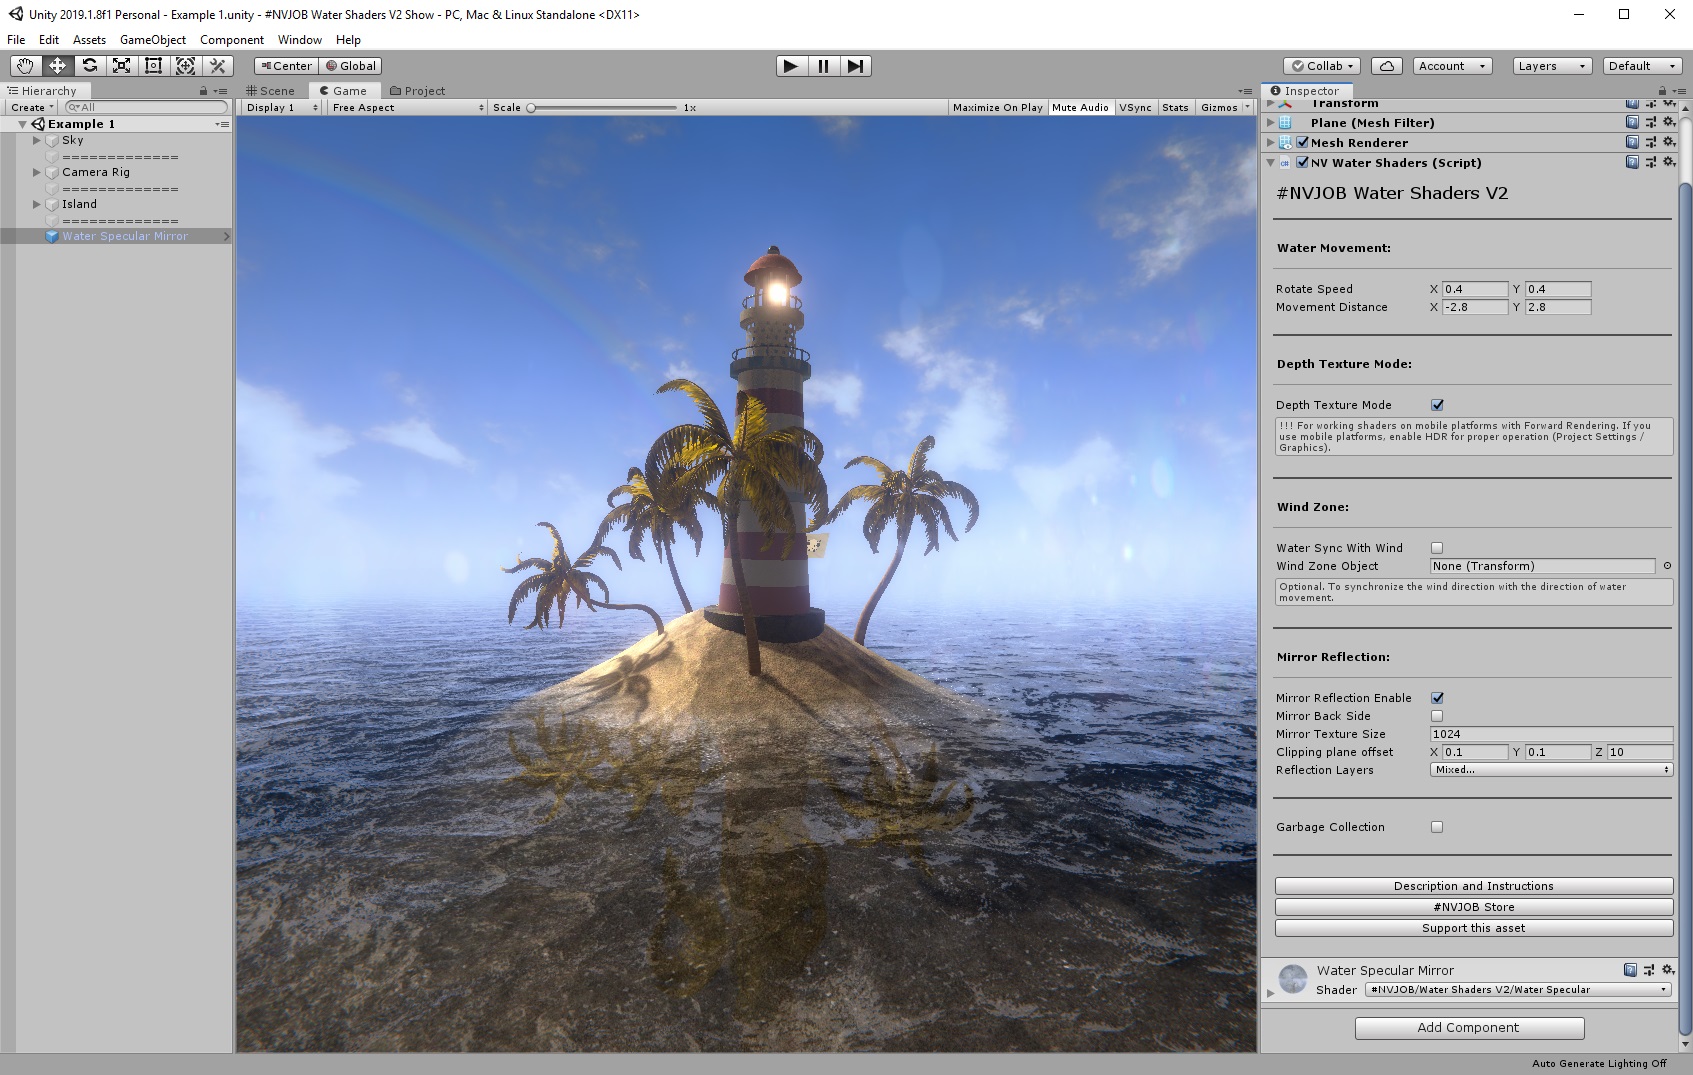 Unity 2019.1.8f1 Personal - Example 1.unity - #NVJOB Water Shaders V2 Show - PC, Mac & Linux Standalone <DX11>
File Edit Assets GameObject Component Window Help
Center Global Collab Account Layers Default
Hierarchy Scene Game Project Inspector
Create All Display 1 Free Aspect Scale 1x Maximize On Play Mute Audio VSync Stats Gizmos
Transform
Example 1
Plane (Mesh Filter)
Sky
Mesh Renderer
=============
NV Water Shaders (Script)
Camera Rig
=============
#NVJOB Water Shaders V2
Island
=============
Water Specular Mirror
Water Movement:
Rotate Speed X 0.4 Y 0.4
Movement Distance X -2.8 Y 2.8
Depth Texture Mode:
Depth Texture Mode
!!! For working shaders on mobile platforms with Forward Rendering. If you
use mobile platforms, enable HDR for proper operation (Project Settings /
Graphics).
Wind Zone:
Water Sync With Wind
Wind Zone Object None (Transform)
Optional. To synchronize the wind direction with the direction of water
movement.
Mirror Reflection:
Mirror Reflection Enable
Mirror Back Side
Mirror Texture Size 1024
Clipping plane offset X 0.1 Y 0.1 Z 10
Reflection Layers Mixed...
Garbage Collection
Description and Instructions
#NVJOB Store
Support this asset
Water Specular Mirror
Shader #NVJOB/Water Shaders V2/Water Specular
Add Component
Auto Generate Lighting Off